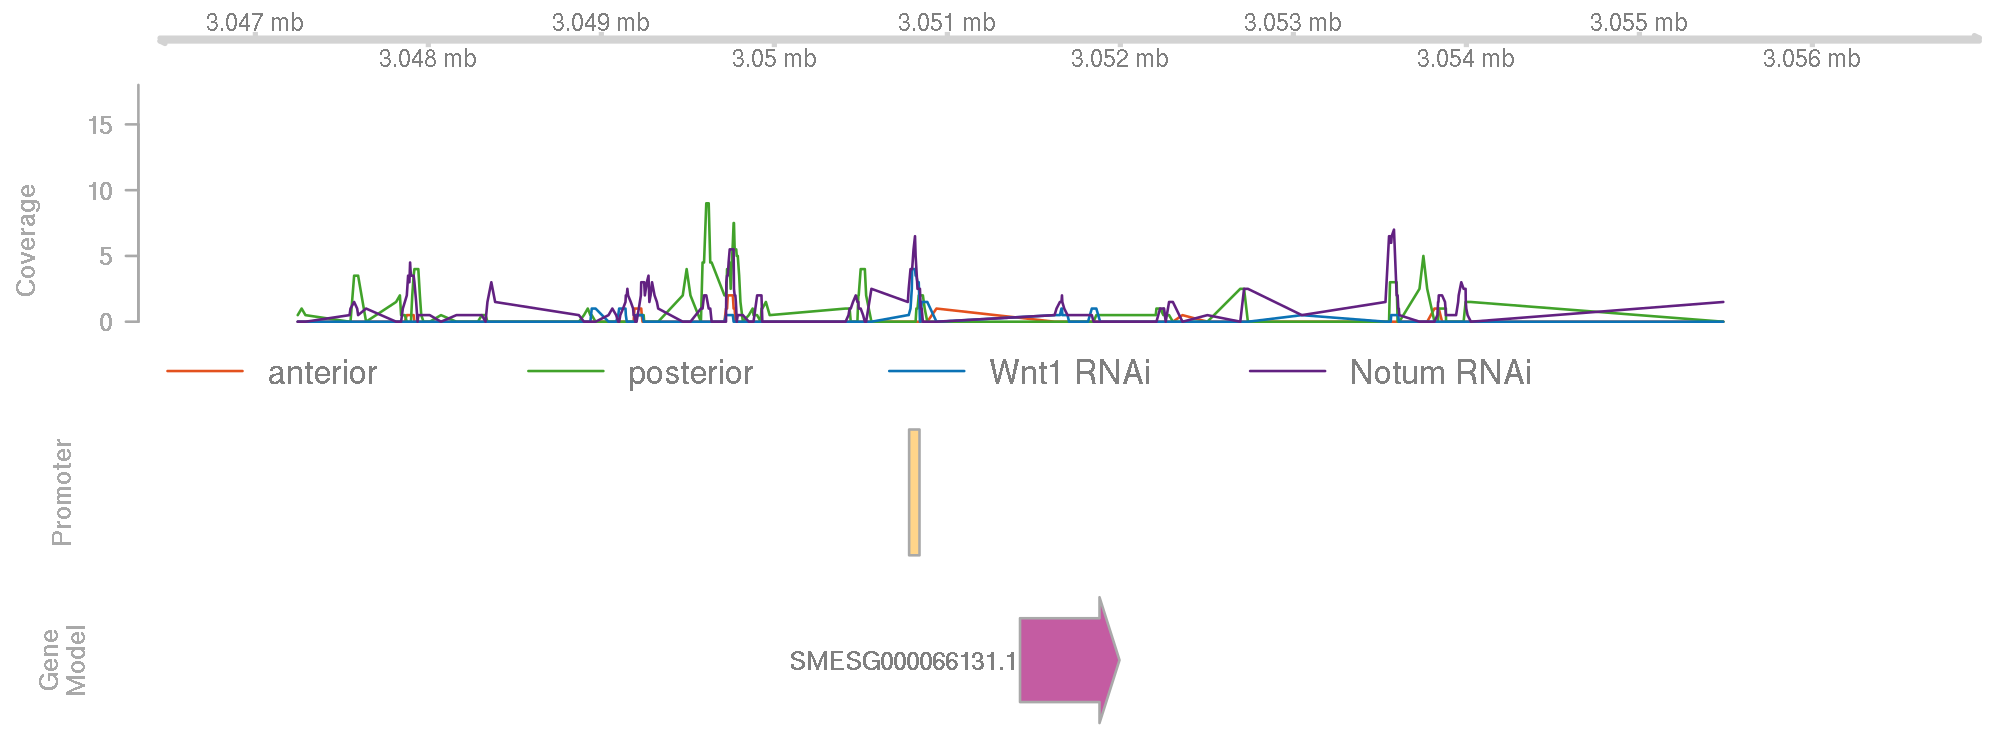 3.047 mb 3.049 mb 3.051 mb 3.053 mb 3.055 mb
3.048 mb 3.05 mb 3.052 mb 3.054 mb 3.056 mb
Coverage
15
10
5
0
anterior posterior Wnt1 RNAi Notum RNAi
Promoter
Gene
Model
SMESG000066131.1